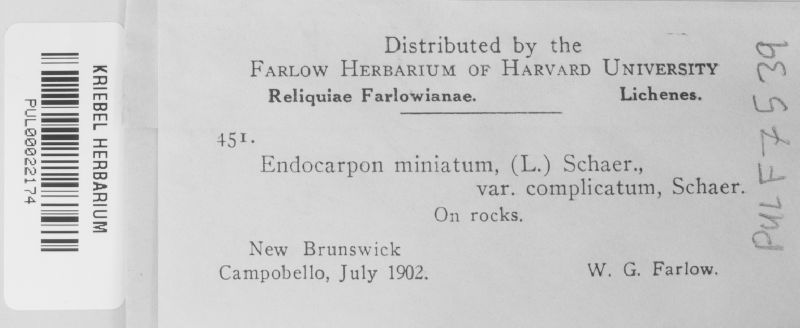 KRIEBEL HERBARIUM
PUL00022174
Distributed by the
FARLOW HERBARIUM OF HARVARD UNIVERSITY
Reliquiae Farlowianae. Lichenes.
451.
Endocarpon miniatum, (L.) Schaer.,
var. complicatum, Schaer.
On rocks.
New Brunswick
Campobello, July 1902. W. G. Farlow.
PUL F 7539